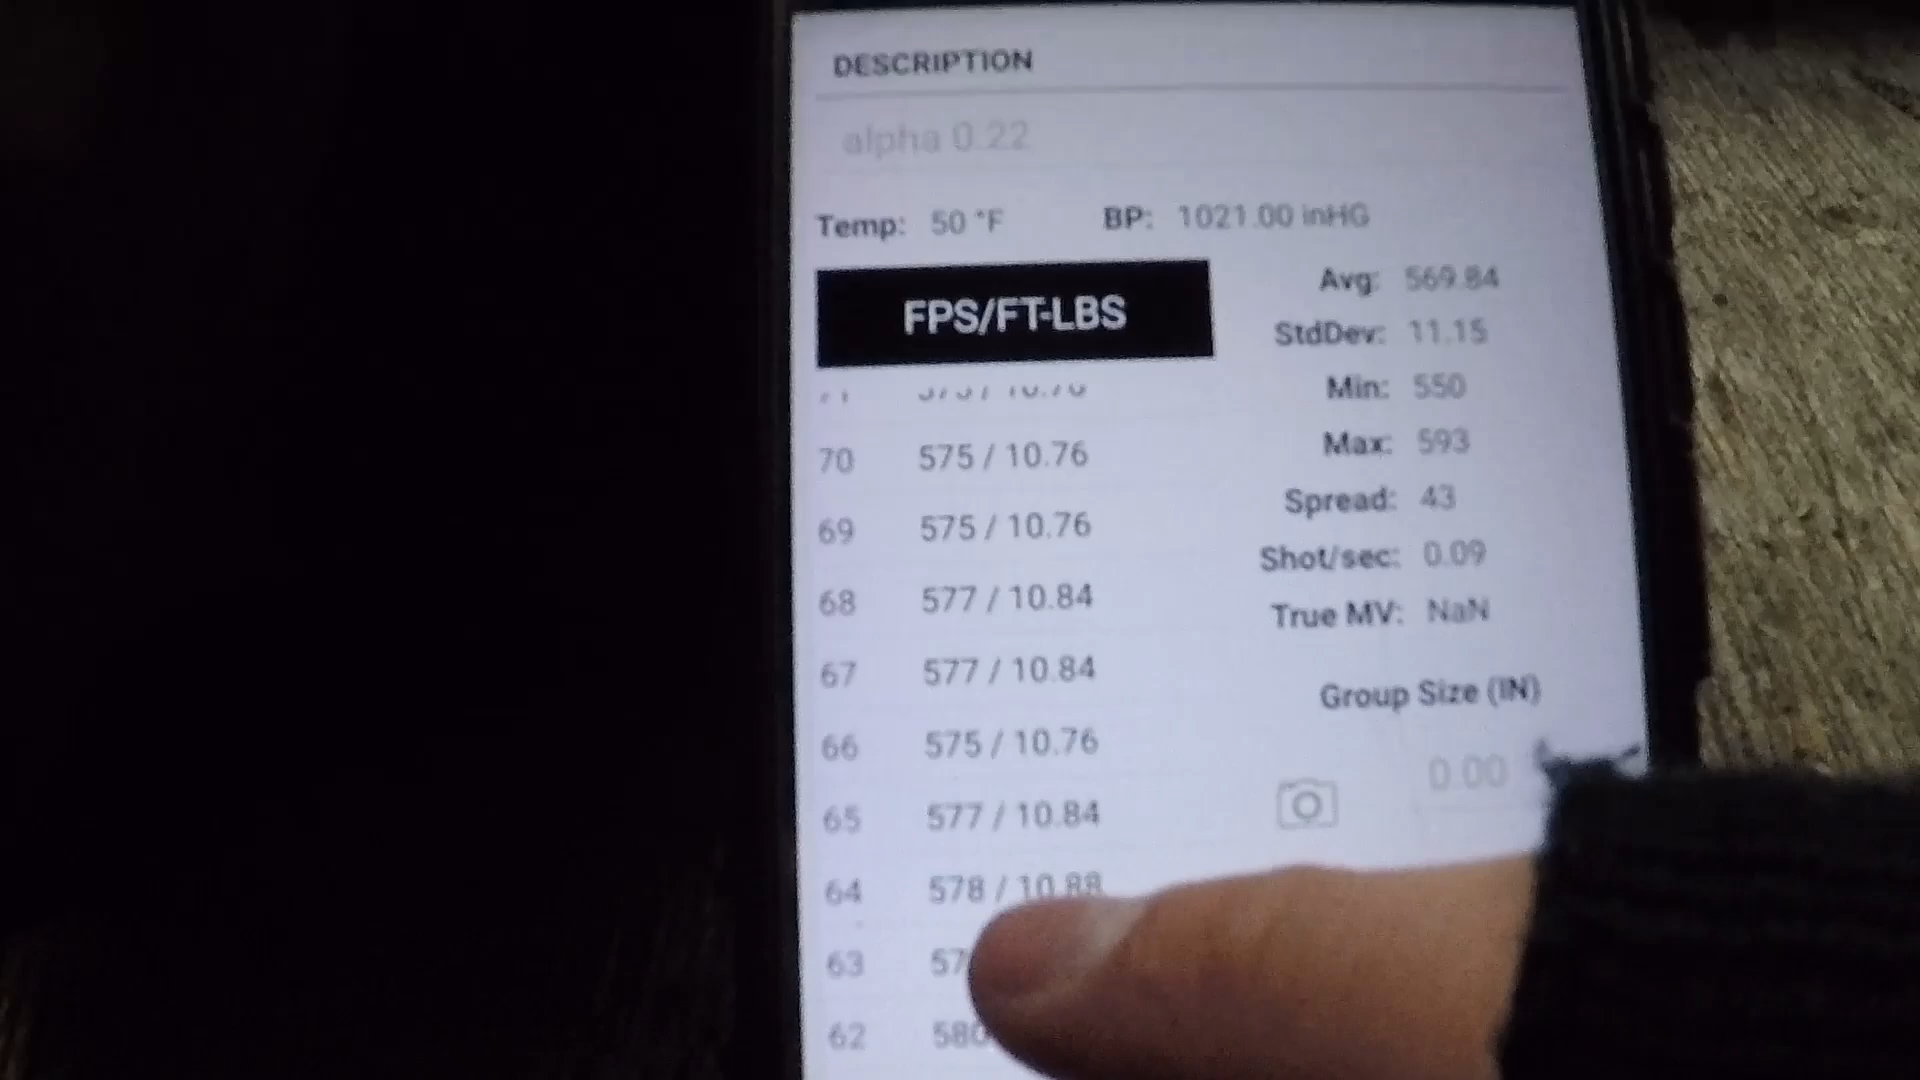 DESCRIPTION
alpha 0.22
Temp: 50 °F BP: 1021.00 inHG
FPS/FT-LBS
Avg: 569.84
StdDev: 11.15
Min: 550
Max: 593
Spread: 43
Shot/sec: 0.09
True MV: NaN
Group Size (IN)
0.00
70 575 / 10.76
69 575 / 10.76
68 577 / 10.84
67 577 / 10.84
66 575 / 10.76
65 577 / 10.84
64 578 / 10.88
63
62 580